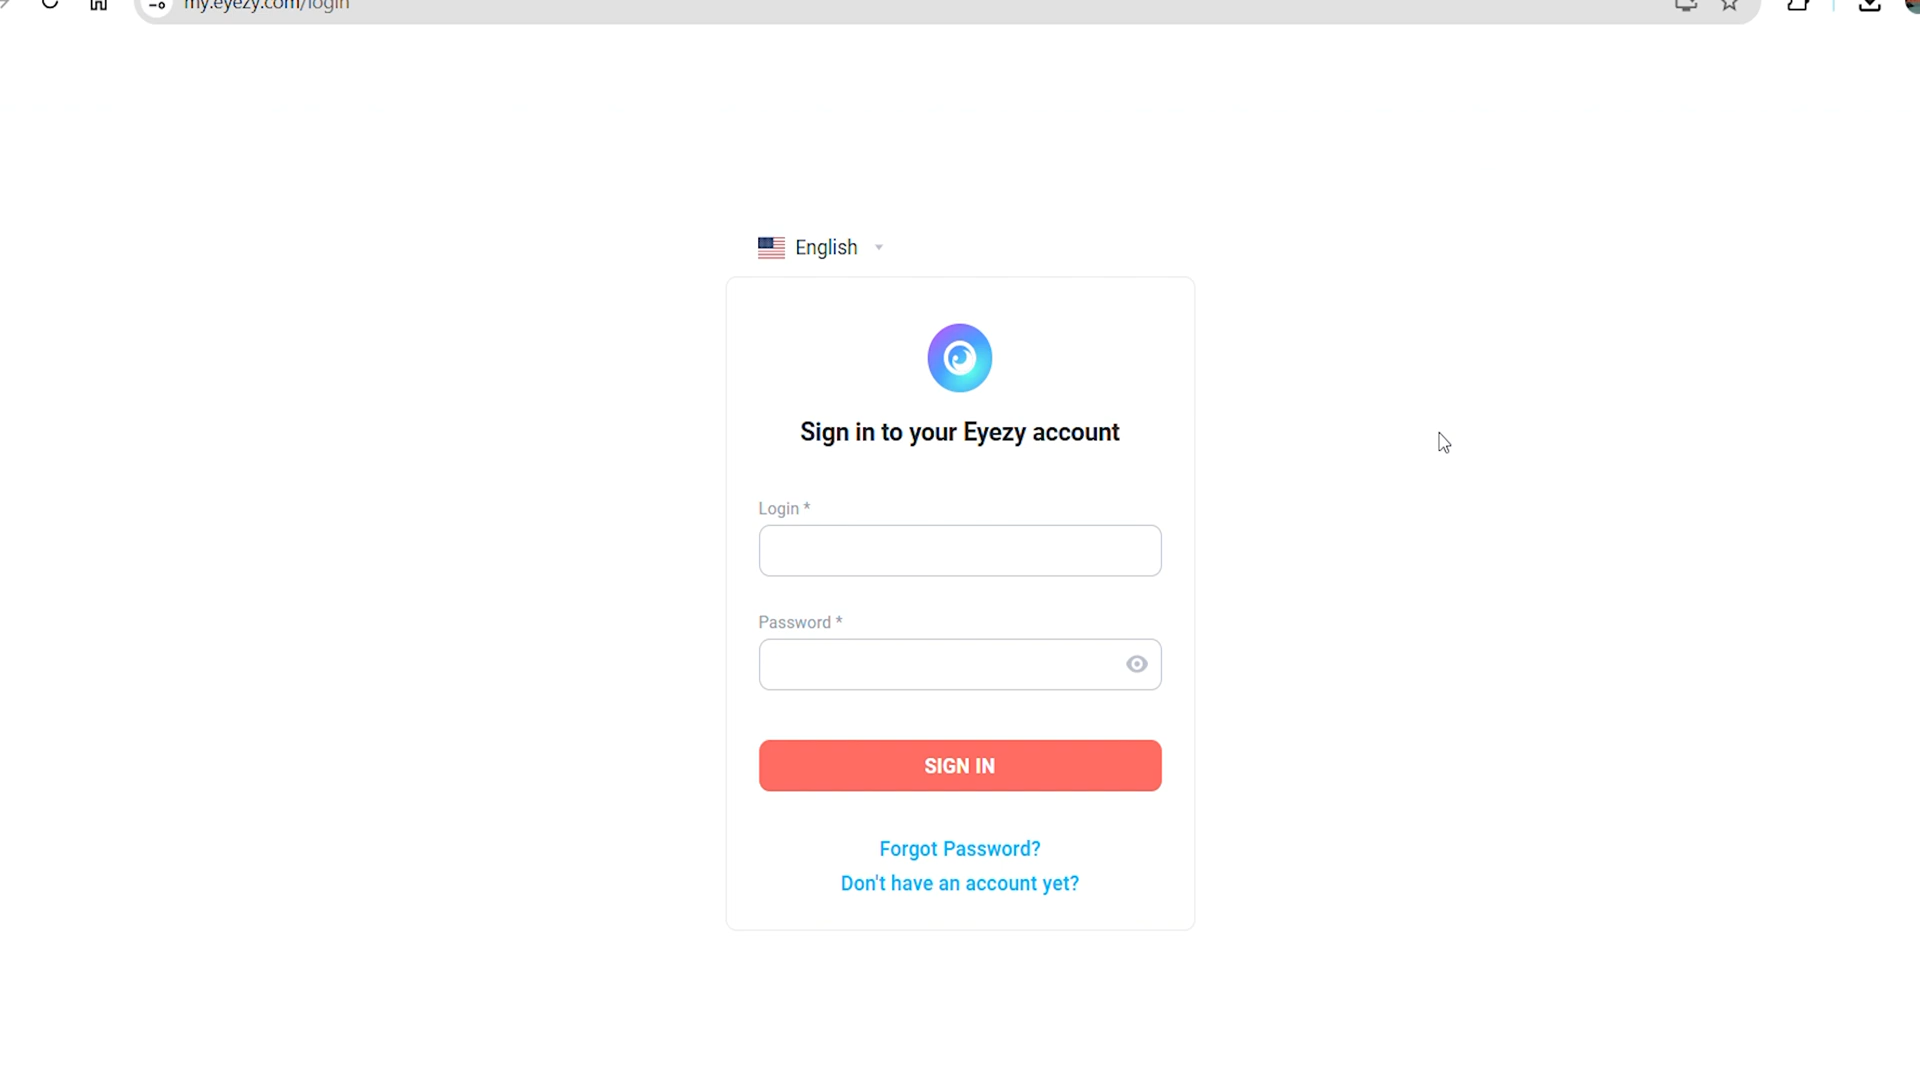 my.eyezy.com/login
English
Sign in to your Eyezy account
Login *
Password *
SIGN IN
Forgot Password?
Don't have an account yet?